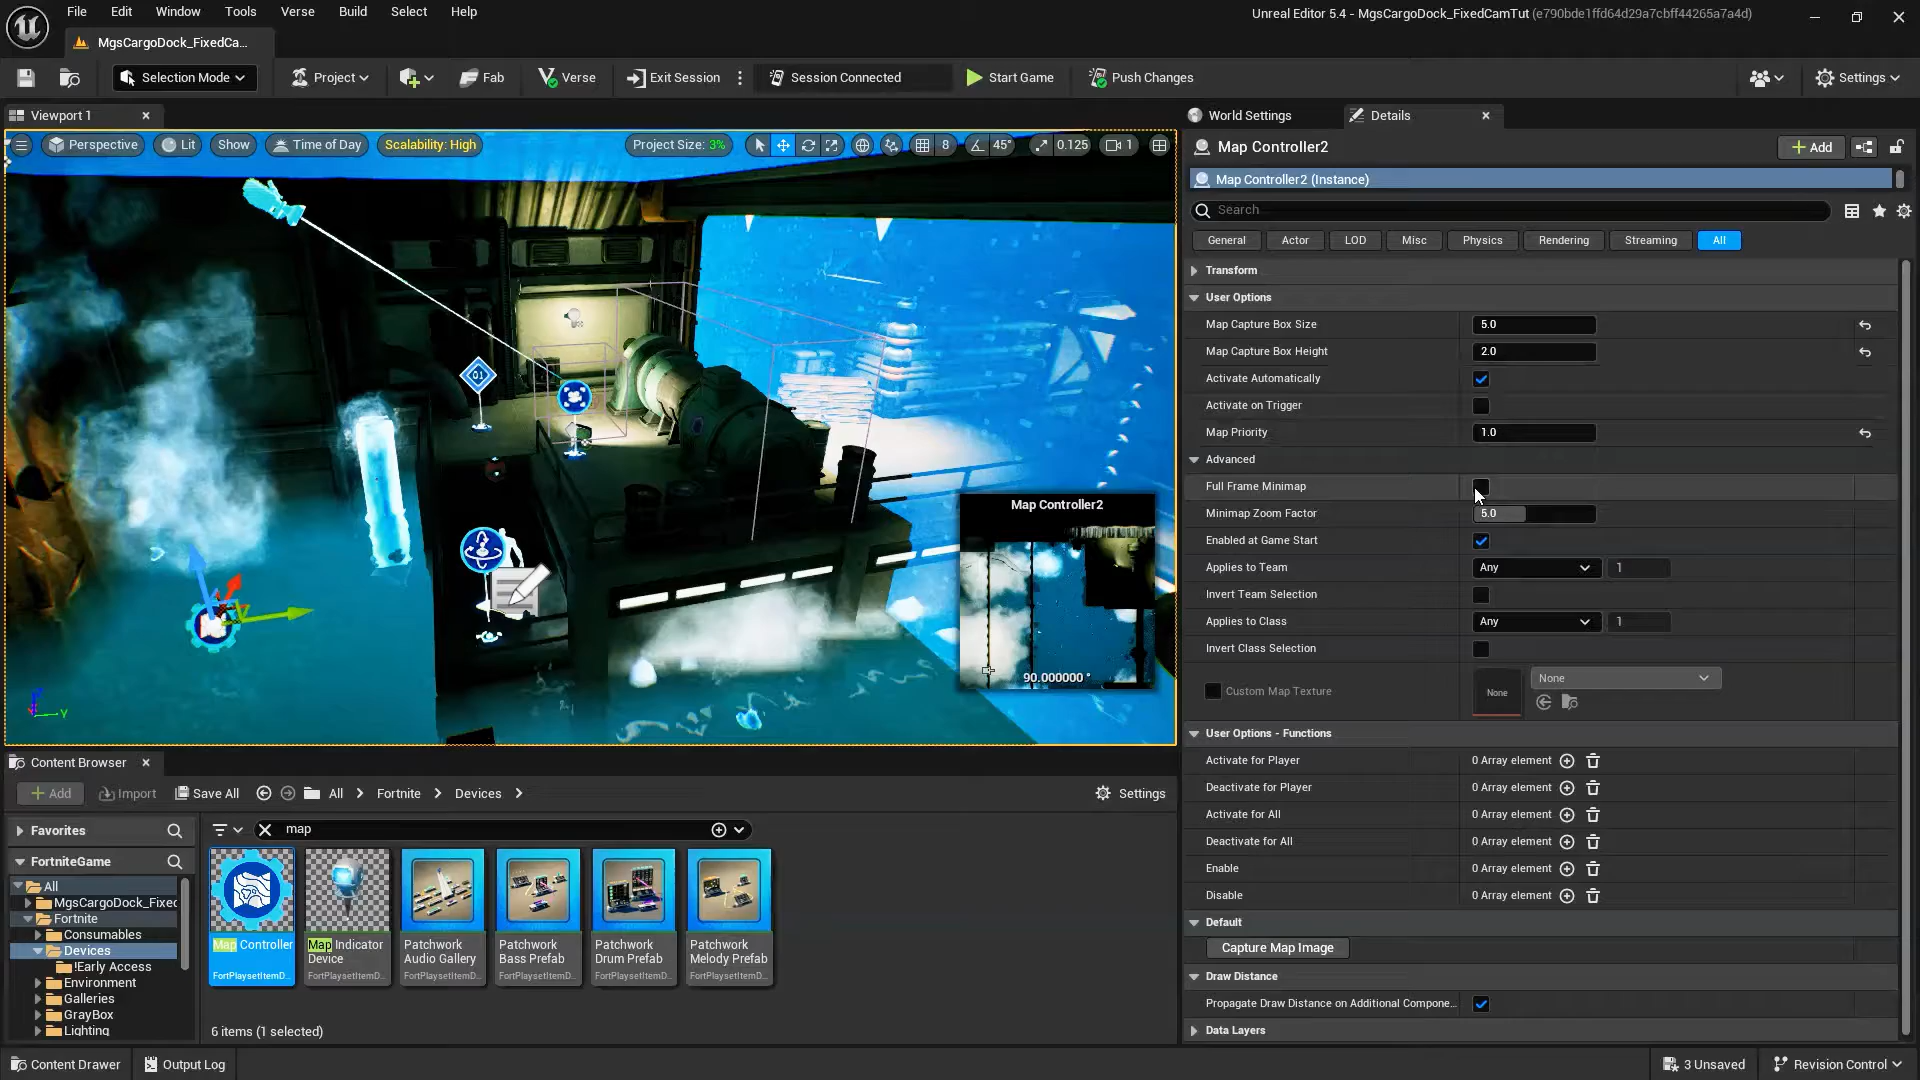 File Edit Window Tools Verse Build Select Help
Unreal Editor 5.4 - MgsCargoDock_FixedCamTut (e790bde1ffd64d29a7cbff44265a7a4d)
MgsCargoDock_FixedCa...
Selection Mode Project Fab Verse Exit Session Session Connected Start Game Push Changes Settings
Viewport 1
World Settings Details
Perspective Lit Show Time of Day Scalability: High Project Size: 3% 8 45° 0.125 1
Map Controller2
Add
Map Controller2 (Instance)
Search
General Actor LOD Misc Physics Rendering Streaming All
Transform
User Options
Map Capture Box Size 5.0
Map Capture Box Height 2.0
Activate Automatically
Activate on Trigger
Map Priority 1.0
Advanced
Full Frame Minimap
Minimap Zoom Factor 5.0
Enabled at Game Start
Applies to Team Any 1
Invert Team Selection
Applies to Class Any 1
Invert Class Selection
Custom Map Texture None None
User Options - Functions
Activate for Player 0 Array element
Deactivate for Player 0 Array element
Activate for All 0 Array element
Deactivate for All 0 Array element
Enable 0 Array element
Disable 0 Array element
Default
Capture Map Image
Draw Distance
Propagate Draw Distance on Additional Compone...
Data Layers
01
Map Controller2
90.000000 °
Y
Content Browser
Add Import Save All All Fortnite Devices Settings
Favorites
map
FortniteGame
All
MgsCargoDock_Fixed
Fortnite
Consumables
Devices
!Early Access
Environment
Galleries
GrayBox
Lighting
Map Controller
FortPlaysetItemD...
Map Indicator
Device
FortPlaysetItemD...
Patchwork
Audio Gallery
FortPlaysetItemD...
Patchwork
Bass Prefab
FortPlaysetItemD...
Patchwork
Drum Prefab
FortPlaysetItemD...
Patchwork
Melody Prefab
FortPlaysetItemD...
6 items (1 selected)
Content Drawer Output Log 3 Unsaved Revision Control